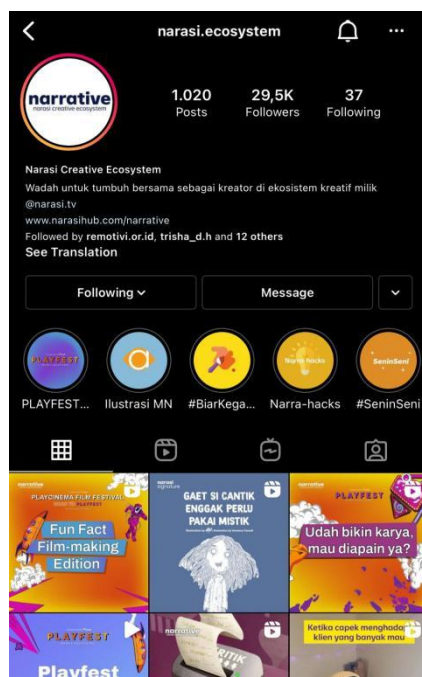 narasi.ecosystem
narrative
narasi creative ecosystem
1.020 29,5K 37
Posts Followers Following
Narasi Creative Ecosystem
Wadah untuk tumbuh bersama sebagai kreator di ekosistem kreatif milik
@narasi.tv
www.narasihub.com/narrative
Followed by remotivi.or.id, trisha_d.h and 12 others
See Translation
Following Message
PLAYFEST Narra hacks SeninSeni
PLAYFEST... Ilustrasi MN #BiarKega... Narra-hacks #SeninSeni
narrative
PLAYCINEMA FILM FESTIVAL
PLAYFEST
Fun Fact
Film-making
Edition
narasi
signature
GAET SI CANTIK
ENGGAK PERLU
PAKAI MISTIK
narrative
PLAYFEST
Udah bikin karya,
mau diapain ya?
PLAYFEST
Playfest
narrative
KRITIK
Ketika capek menghadapi
klien yang banyak mau